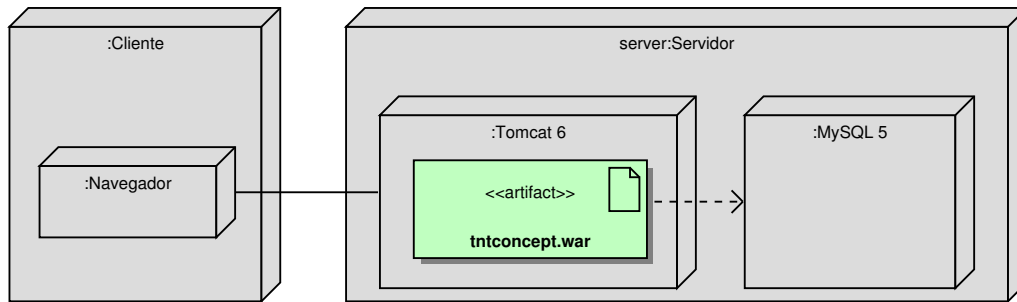 :Cliente
server:Servidor
:Tomcat 6
:MySQL 5
:Navegador
<<artifact>>
tntconcept.war